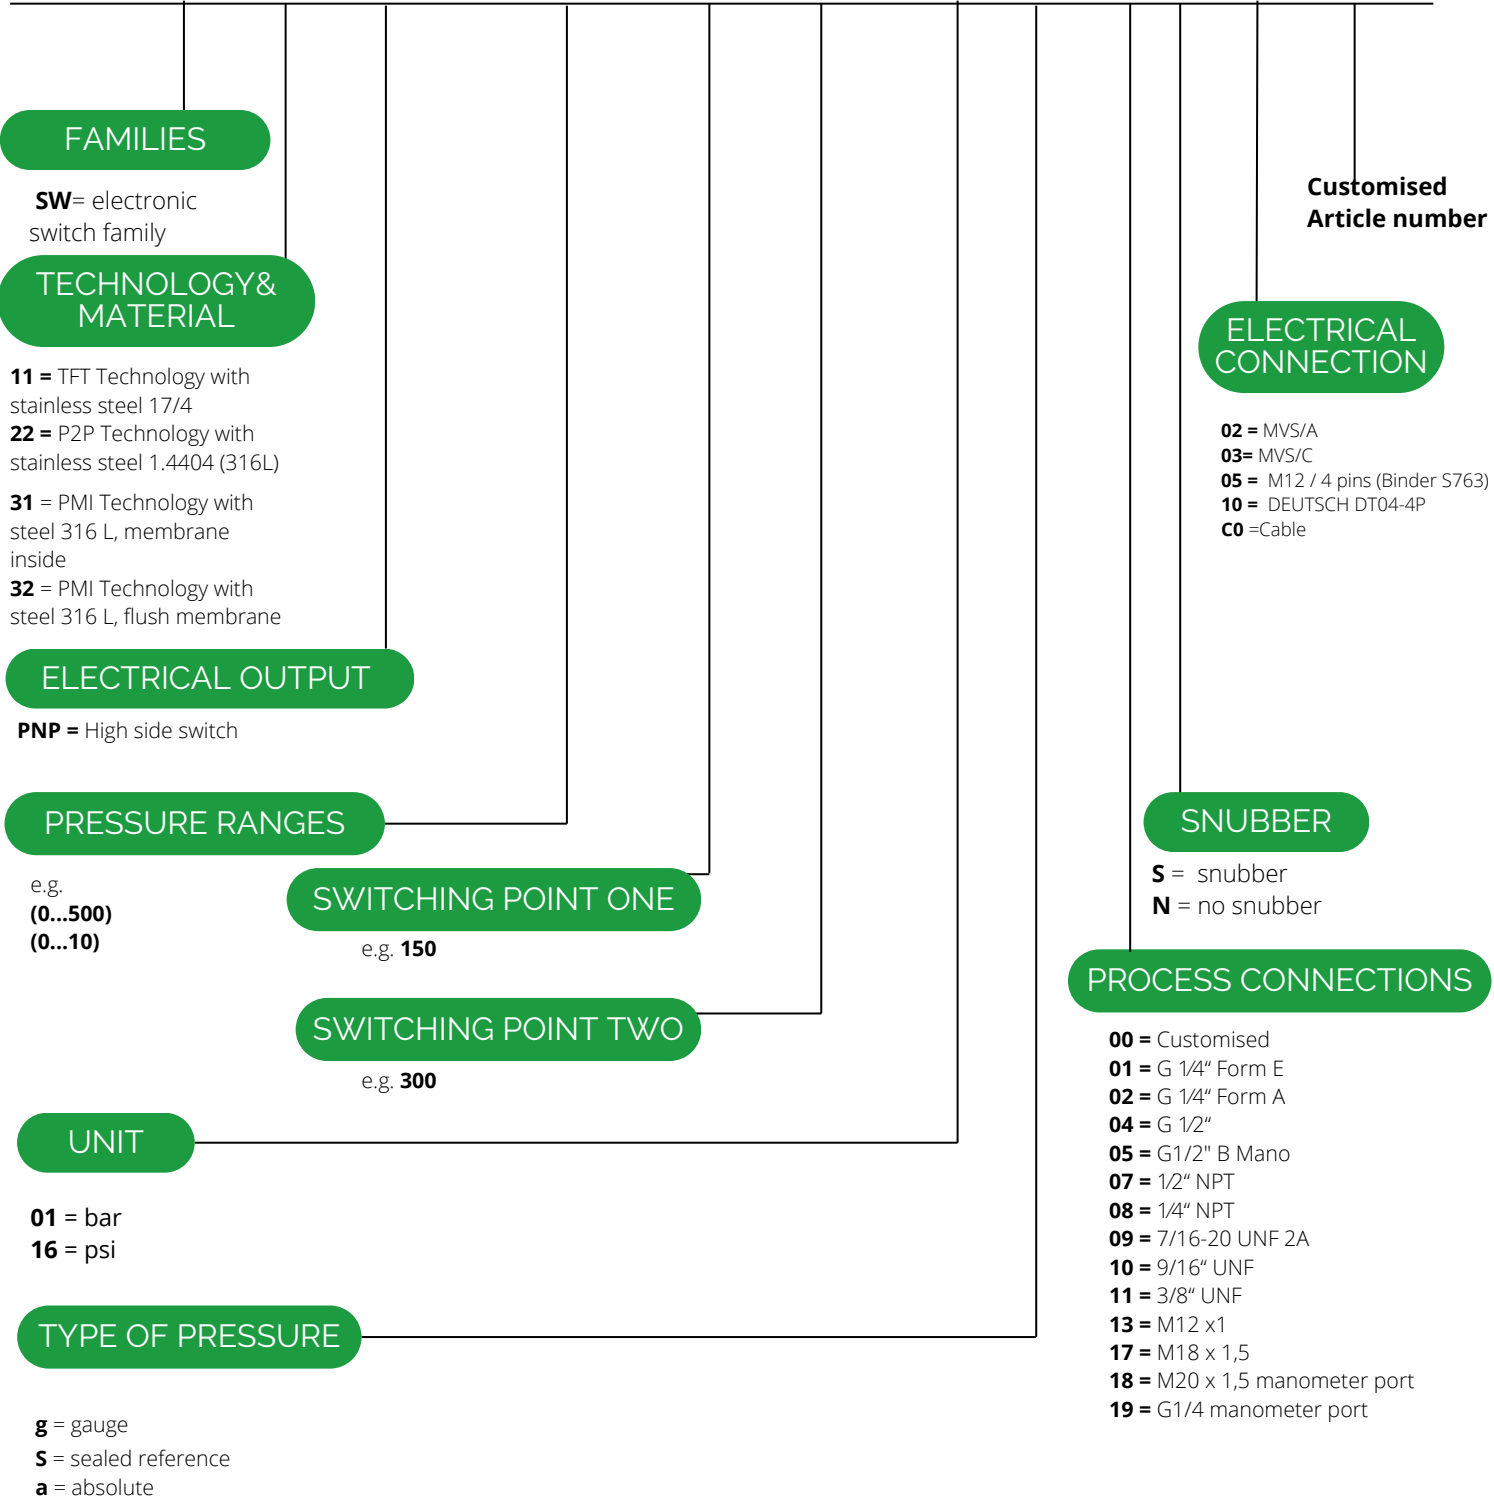 FAMILIES
SW= electronic
switch family
TECHNOLOGY&
MATERIAL
11 = TFT Technology with
stainless steel 17/4
22 = P2P Technology with
stainless steel 1.4404 (316L)
31 = PMI Technology with
steel 316 L, membrane
inside
32 = PMI Technology with
steel 316 L, flush membrane
ELECTRICAL OUTPUT
PNP = High side switch
PRESSURE RANGES
e.g.
(0...500)
(0...10)
SWITCHING POINT ONE
e.g. 150
SWITCHING POINT TWO
e.g. 300
UNIT
01 = bar
16 = psi
TYPE OF PRESSURE
g = gauge
S = sealed reference
a = absolute
Customised
Article number
ELECTRICAL
CONNECTION
02 = MVS/A
03= MVS/C
05 = M12 / 4 pins (Binder S763)
10 = DEUTSCH DT04-4P
C0 =Cable
SNUBBER
S = snubber
N = no snubber
PROCESS CONNECTIONS
00 = Customised
01 = G 1/4“ Form E
02 = G 1/4“ Form A
04 = G 1/2“
05 = G1/2" B Mano
07 = 1/2“ NPT
08 = 1/4“ NPT
09 = 7/16-20 UNF 2A
10 = 9/16“ UNF
11 = 3/8“ UNF
13 = M12 x1
17 = M18 x 1,5
18 = M20 x 1,5 manometer port
19 = G1/4 manometer port